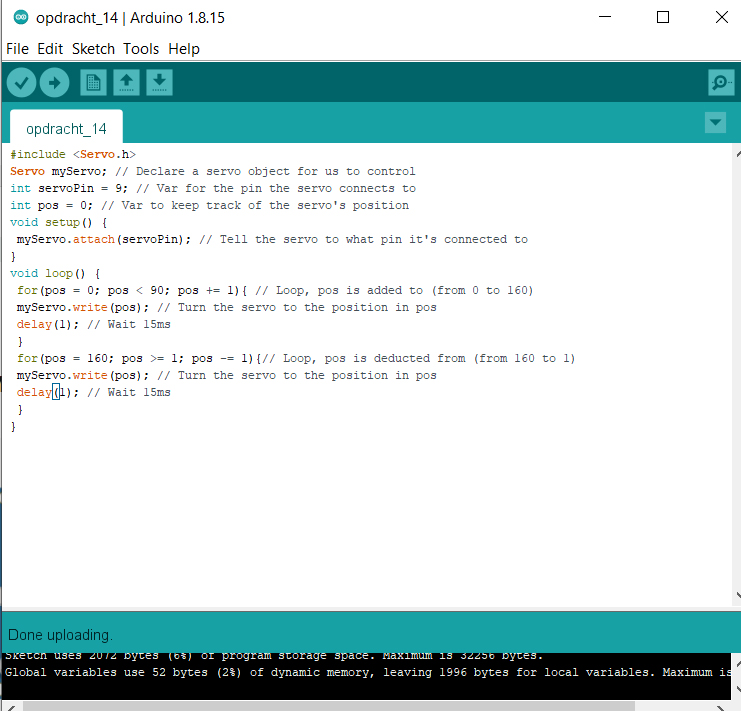 opdracht_14 | Arduino 1.8.15
File Edit Sketch Tools Help
opdracht_14
#include <Servo.h>
Servo myServo; // Declare a servo object for us to control
int servoPin = 9; // Var for the pin the servo connects to
int pos = 0; // Var to keep track of the servo's position
void setup() {
 myServo.attach(servoPin); // Tell the servo to what pin it's connected to
}
void loop() {
 for(pos = 0; pos < 90; pos += 1){ // Loop, pos is added to (from 0 to 160)
 myServo.write(pos); // Turn the servo to the position in pos
 delay(1); // Wait 15ms
 }
 for(pos = 160; pos >= 1; pos -= 1){// Loop, pos is deducted from (from 160 to 1)
 myServo.write(pos); // Turn the servo to the position in pos
 delay(1); // Wait 15ms
 }
}
Done uploading.
Sketch uses 2072 bytes (6%) of program storage space. Maximum is 32256 bytes.
Global variables use 52 bytes (2%) of dynamic memory, leaving 1996 bytes for local variables. Maximum is